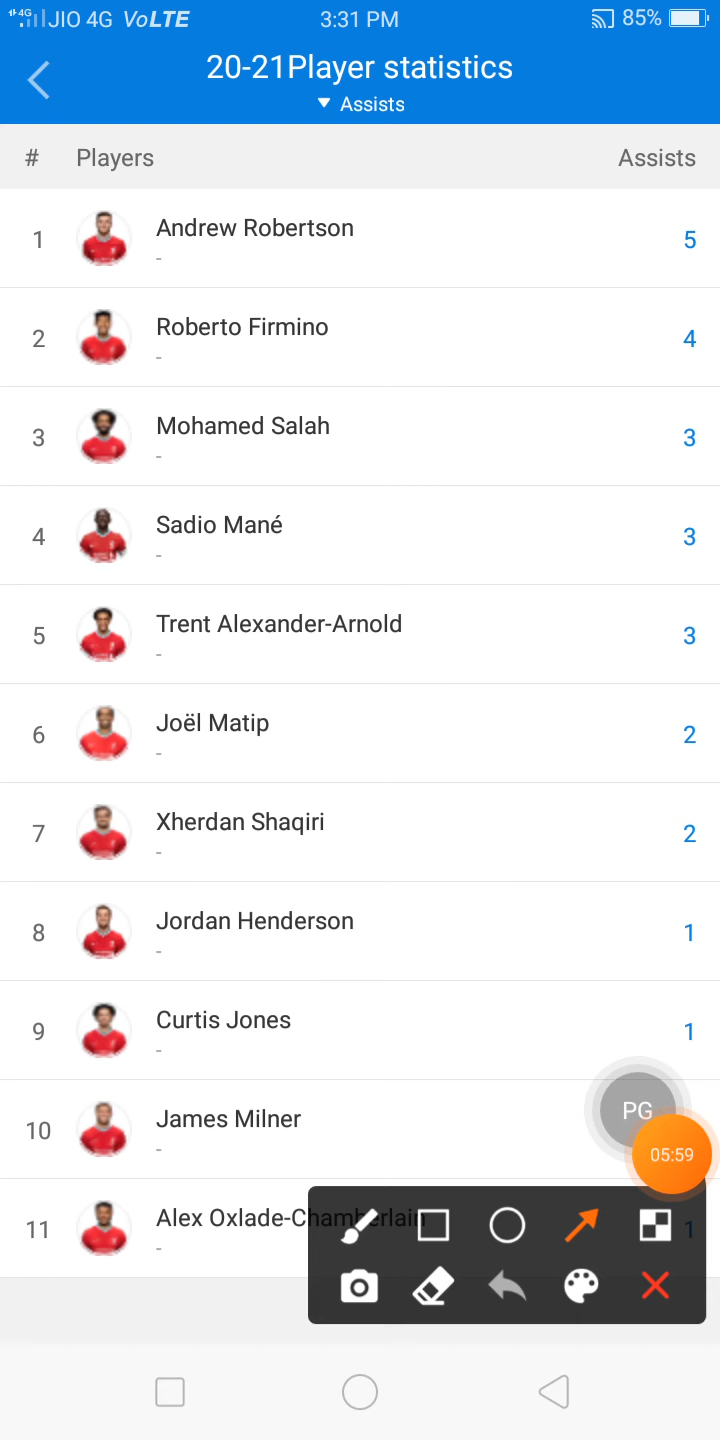 4G JIO 4G VoLTE 3:31 PM 85%
20-21Player statistics
▼ Assists
# Players Assists
1 Andrew Robertson 5
-
2 Roberto Firmino 4
-
3 Mohamed Salah 3
-
4 Sadio Mané 3
-
5 Trent Alexander-Arnold 3
-
6 Joël Matip 2
-
7 Xherdan Shaqiri 2
-
8 Jordan Henderson 1
-
9 Curtis Jones 1
-
10 James Milner
-
PG
05:59
11 Alex Oxlade-Chamberlain 1
-